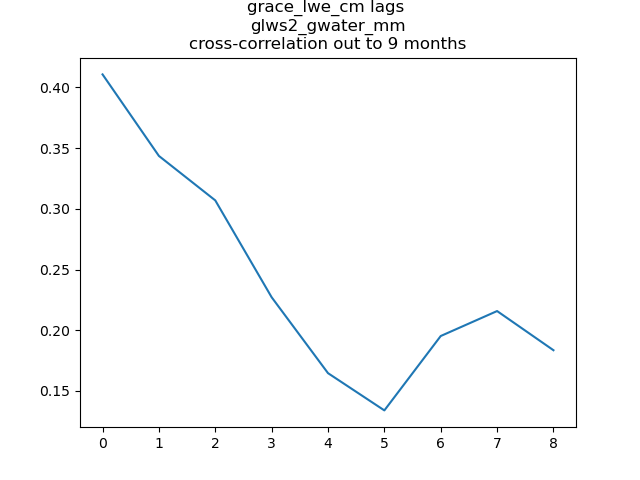 grace_lwe_cm lags
glws2_gwater_mm
cross-correlation out to 9 months
0.40
0.35
0.30
0.25
0.20
0.15
0 1 2 3 4 5 6 7 8